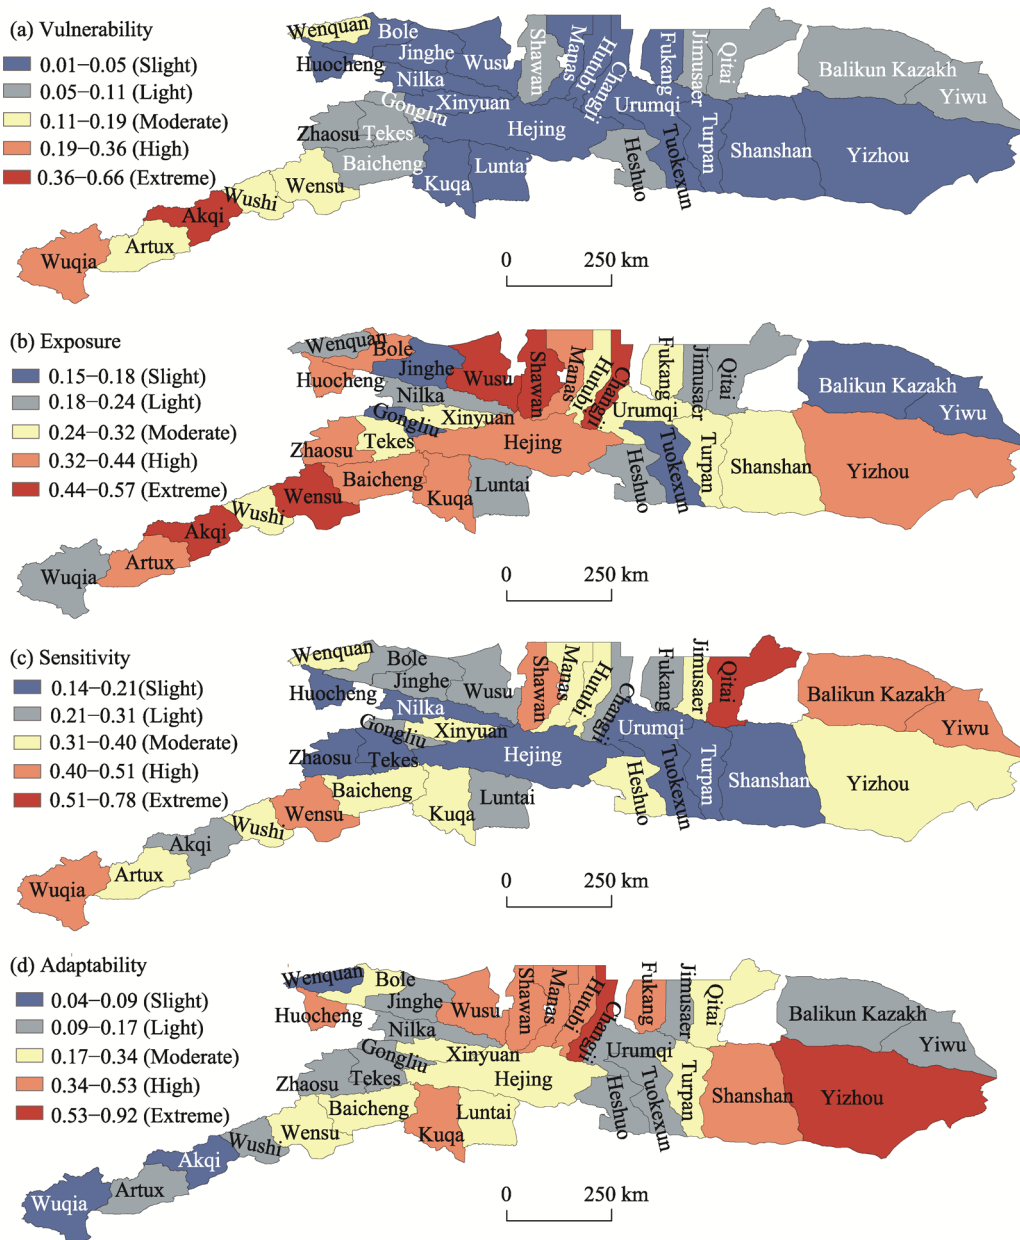 (a) Vulnerability
0.01–0.05 (Slight)
0.05–0.11 (Light)
0.11–0.19 (Moderate)
0.19–0.36 (High)
0.36–0.66 (Extreme)
Wenquan
Bole
Huocheng
Jinghe
Wusu
Nilka
Shawan
Manas
Hutubi
Changji
Fukang
Jimusaer
Qitai
Balikun Kazakh
Yiwu
Gongliu
Xinyuan
Urumqi
Zhaosu
Tekes
Hejing
Turpan
Tuokexun
Shanshan
Yizhou
Baicheng
Luntai
Heshuo
Kuqa
Wensu
Wushi
Akqi
Artux
Wuqia
0 250 km
(b) Exposure
0.15–0.18 (Slight)
0.18–0.24 (Light)
0.24–0.32 (Moderate)
0.32–0.44 (High)
0.44–0.57 (Extreme)
Wenquan
Bole
Huocheng
Jinghe
Wusu
Nilka
Shawan
Manas
Hutubi
Changji
Fukang
Jimusaer
Qitai
Balikun Kazakh
Yiwu
Gongliu
Xinyuan
Urumqi
Zhaosu
Tekes
Hejing
Turpan
Tuokexun
Shanshan
Yizhou
Baicheng
Luntai
Heshuo
Kuqa
Wensu
Wushi
Akqi
Artux
Wuqia
0 250 km
(c) Sensitivity
0.14–0.21(Slight)
0.21–0.31 (Light)
0.31–0.40 (Moderate)
0.40–0.51 (High)
0.51–0.78 (Extreme)
Wenquan
Bole
Huocheng
Jinghe
Wusu
Nilka
Shawan
Manas
Hutubi
Changji
Fukang
Jimusaer
Qitai
Balikun Kazakh
Yiwu
Gongliu
Xinyuan
Urumqi
Zhaosu
Tekes
Hejing
Turpan
Tuokexun
Shanshan
Yizhou
Baicheng
Luntai
Heshuo
Kuqa
Wensu
Wushi
Akqi
Artux
Wuqia
0 250 km
(d) Adaptability
0.04–0.09 (Slight)
0.09–0.17 (Light)
0.17–0.34 (Moderate)
0.34–0.53 (High)
0.53–0.92 (Extreme)
Wenquan
Bole
Huocheng
Jinghe
Wusu
Nilka
Shawan
Manas
Hutubi
Changji
Fukang
Jimusaer
Qitai
Balikun Kazakh
Yiwu
Gongliu
Xinyuan
Urumqi
Zhaosu
Tekes
Hejing
Turpan
Tuokexun
Shanshan
Yizhou
Baicheng
Luntai
Heshuo
Kuqa
Wensu
Wushi
Akqi
Artux
Wuqia
0 250 km